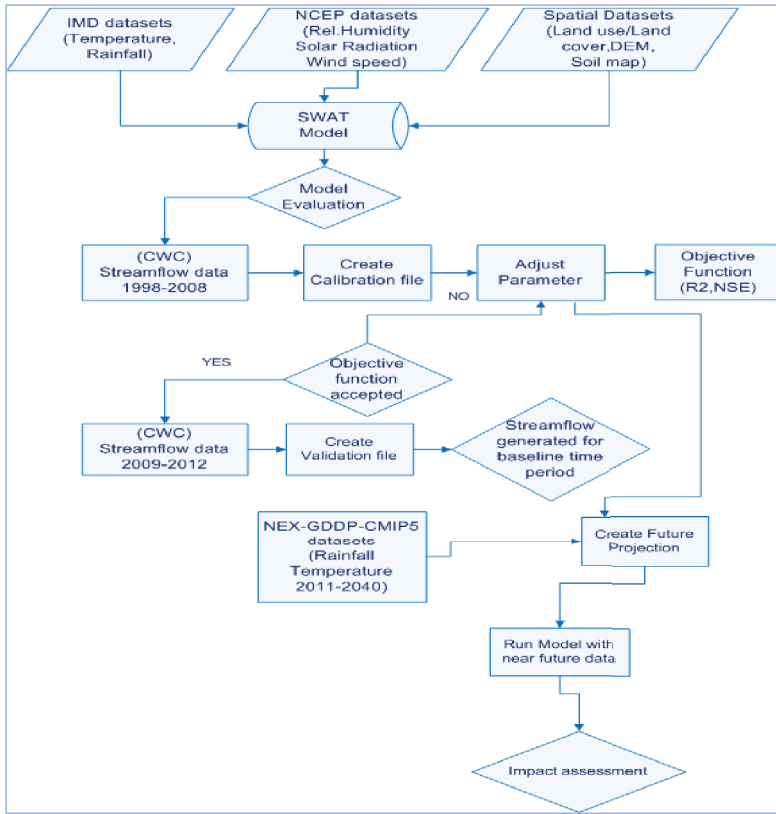 IMD datasets
(Temperature,
Rainfall)
NCEP datasets
(Rel.Humidity
Solar Radiation
Wind speed)
Spatial Datasets
(Land use/Land
cover,DEM,
Soil map)
SWAT
Model
Model
Evaluation
(CWC)
Streamflow data
1998-2008
Create
Calibration file
Adjust
Parameter
Objective
Function
(R2,NSE)
NO
YES
Objective
function
accepted
(CWC)
Streamflow data
2009-2012
Create
Validation file
Streamflow
generated for
baseline time
period
NEX-GDDP-CMIP5
datasets
(Rainfall
Temperature
2011-2040)
Create Future
Projection
Run Model with
near future data
Impact assessment